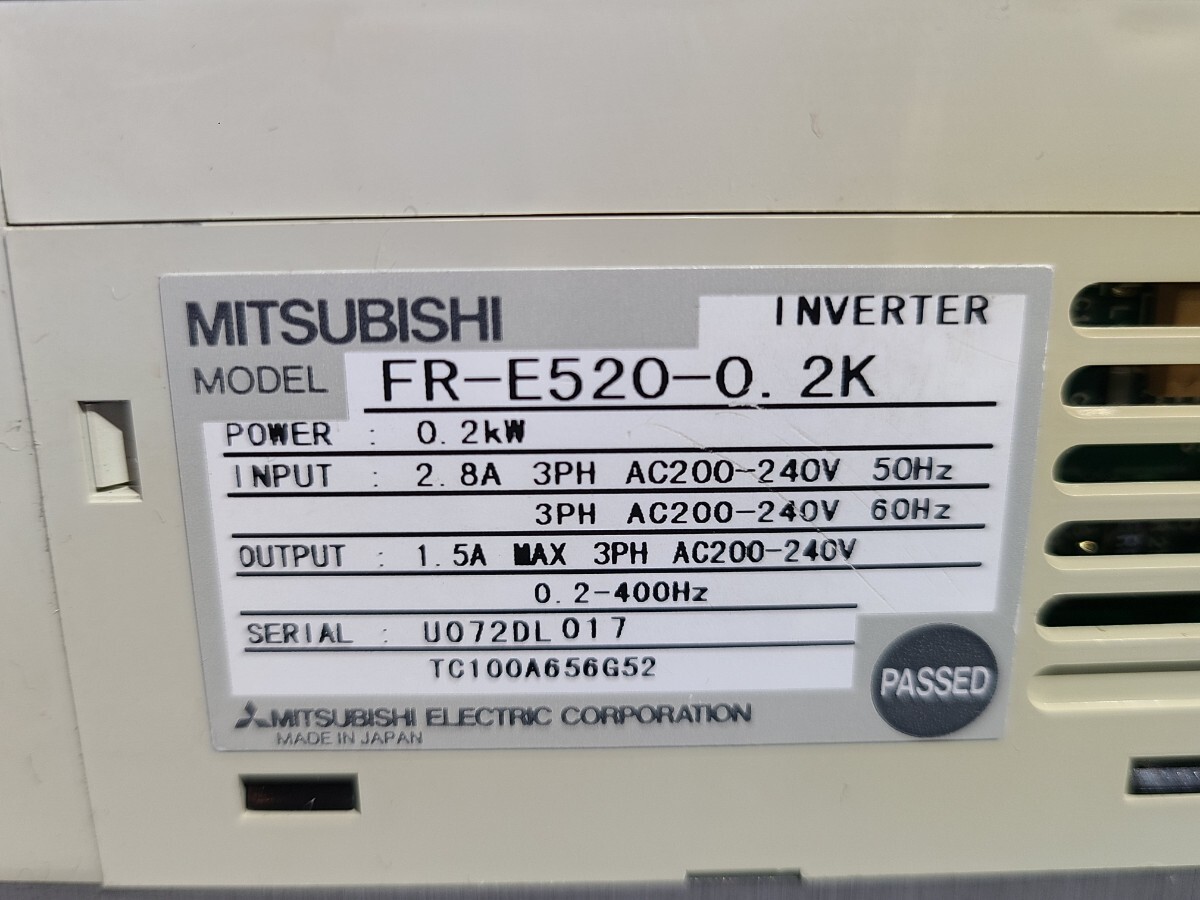 MITSUBISHI
INVERTER
MODEL FR-E520-0.2K
POWER : 0.2kW
INPUT : 2.8A 3PH AC200-240V 50Hz
3PH AC200-240V 60Hz
OUTPUT : 1.5A MAX 3PH AC200-240V
0.2-400Hz
SERIAL : U072DL017
TC100A656G52
PASSED
MITSUBISHI ELECTRIC CORPORATION
MADE IN JAPAN